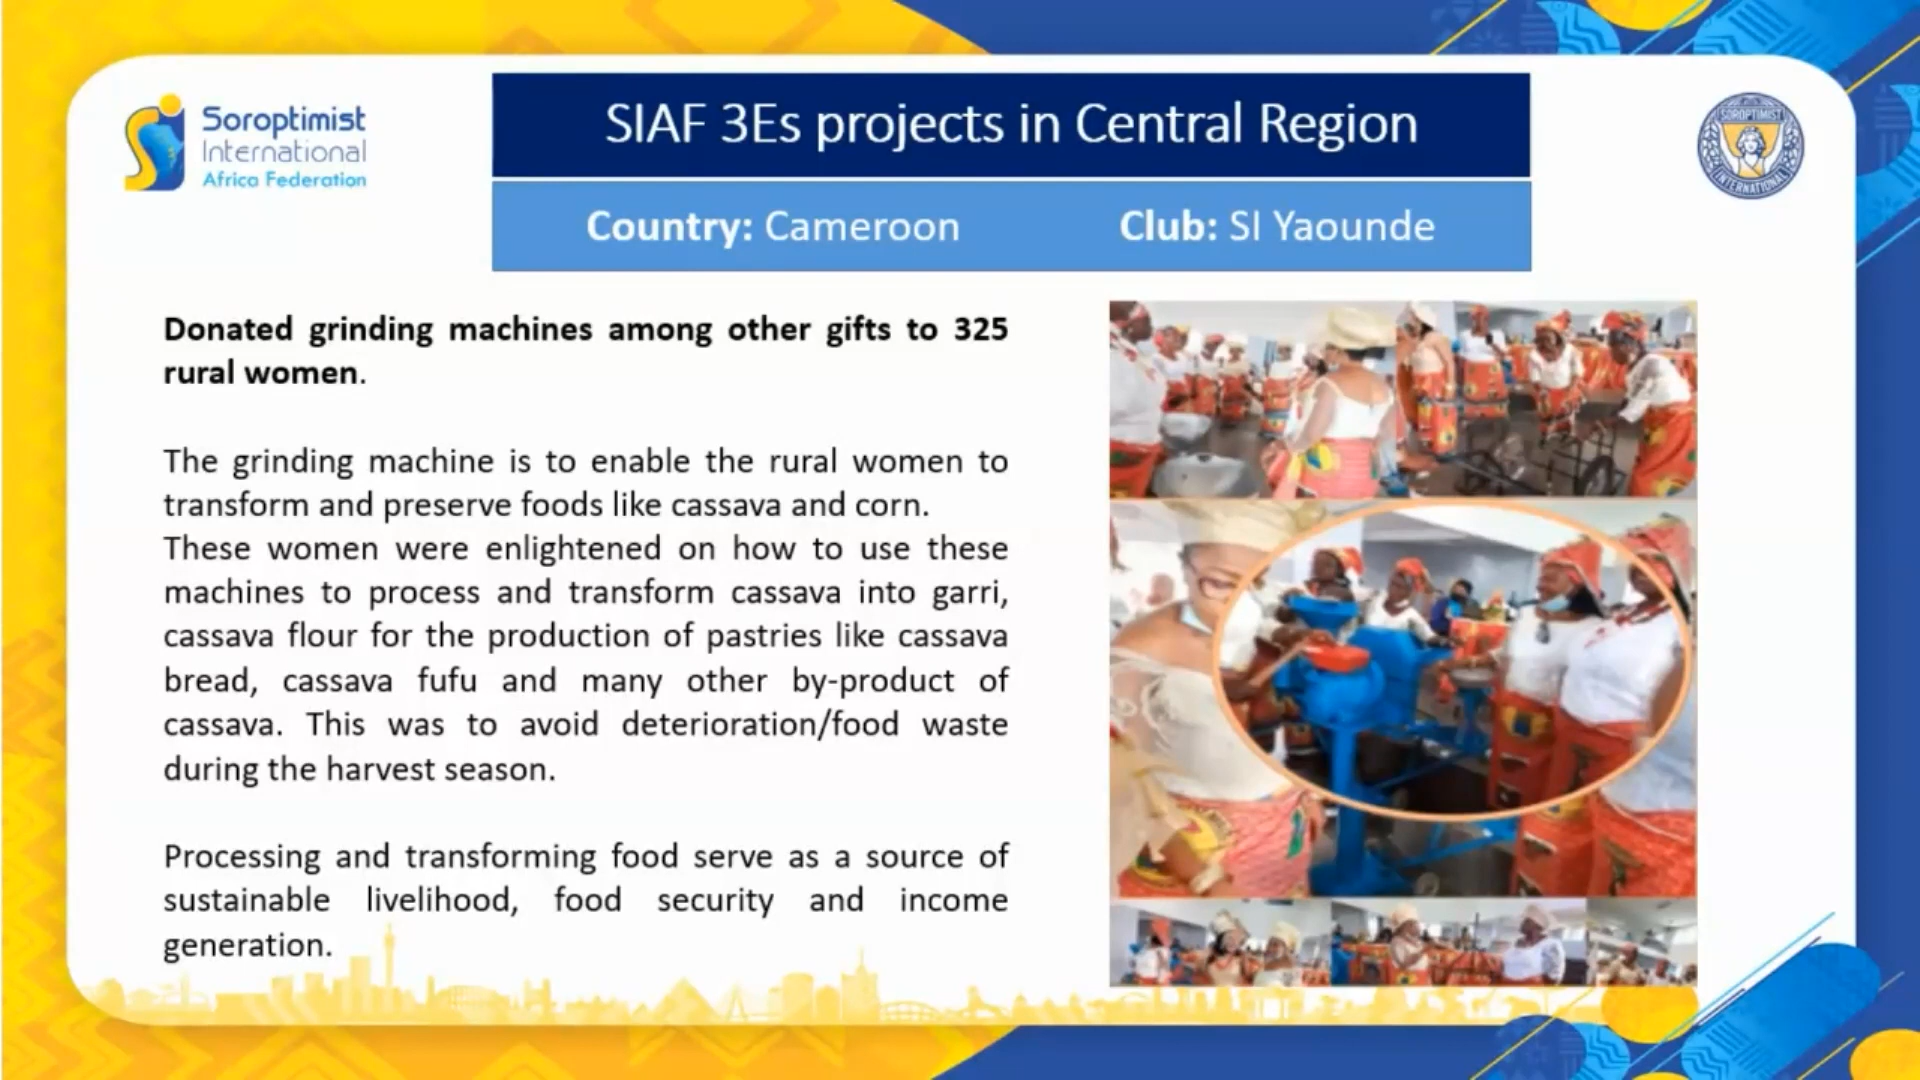 Soroptimist
International
Africa Federation
SIAF 3Es projects in Central Region
SOROPTIMIST
INTERNATIONAL
Country: Cameroon Club: SI Yaounde
Donated grinding machines among other gifts to 325
rural women.
The grinding machine is to enable the rural women to
transform and preserve foods like cassava and corn.
These women were enlightened on how to use these
machines to process and transform cassava into garri,
cassava flour for the production of pastries like cassava
bread, cassava fufu and many other by-product of
cassava. This was to avoid deterioration/food waste
during the harvest season.
Processing and transforming food serve as a source of
sustainable livelihood, food security and income
generation.